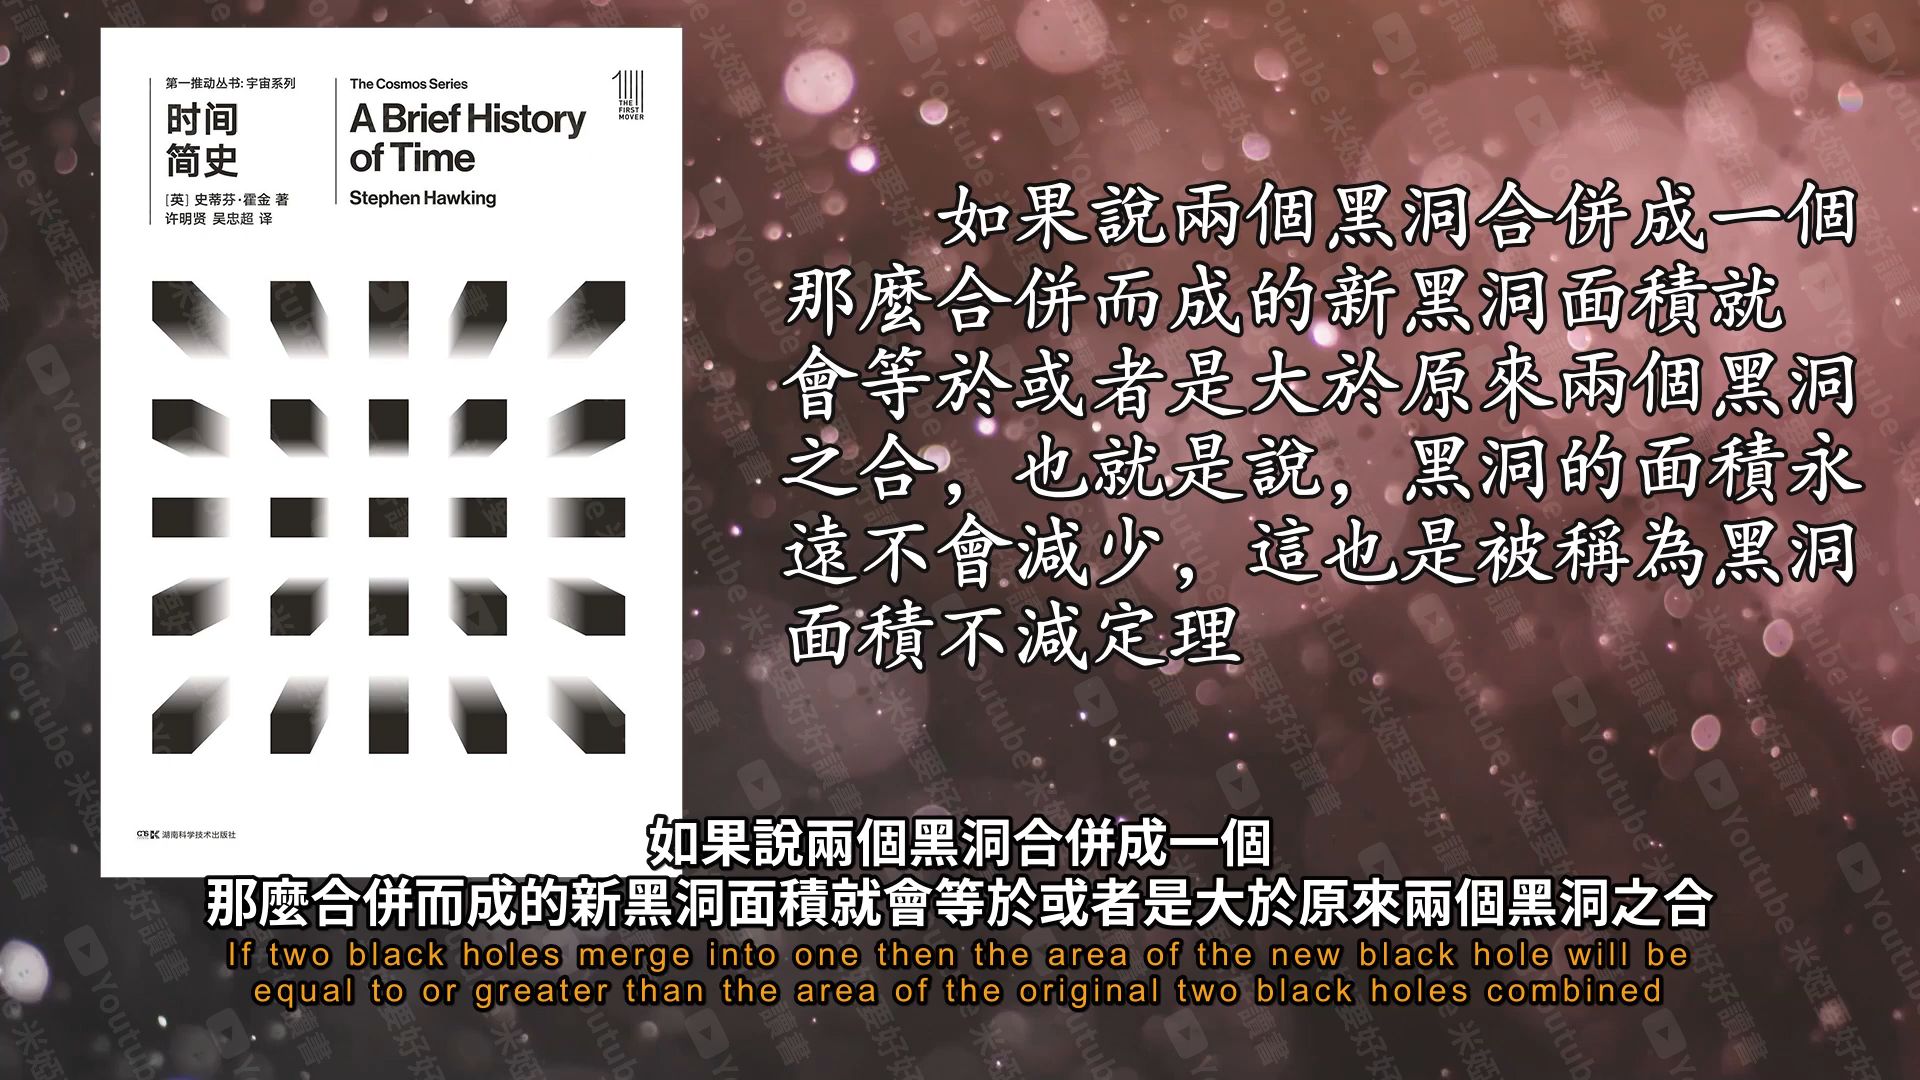 第一推动丛书: 宇宙系列
时间
简史
[英] 史蒂芬·霍金 著
许明贤 吴忠超 译
The Cosmos Series
A Brief History
of Time
Stephen Hawking
THE
FIRST
MOVER
湖南科学技术出版社
如果說兩個黑洞合併成一個
那麼合併而成的新黑洞面積就
會等於或者是大於原來兩個黑洞
之合，也就是說，黑洞的面積永
遠不會減少，這也是被稱為黑洞
面積不減定理
如果說兩個黑洞合併成一個
那麼合併而成的新黑洞面積就會等於或者是大於原來兩個黑洞之合
If two black holes merge into one then the area of the new black hole will be
equal to or greater than the area of the original two black holes combined
Youtube 米婭要好好讀書